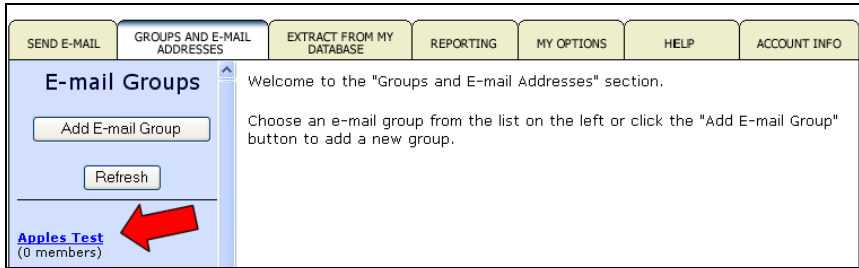 SEND E-MAIL
GROUPS AND E-MAIL
ADDRESSES
EXTRACT FROM MY
DATABASE
REPORTING
MY OPTIONS
HELP
ACCOUNT INFO
E-mail Groups
Add E-mail Group
Refresh
Apples Test
(0 members)
Welcome to the "Groups and E-mail Addresses" section.
Choose an e-mail group from the list on the left or click the "Add E-mail Group"
button to add a new group.